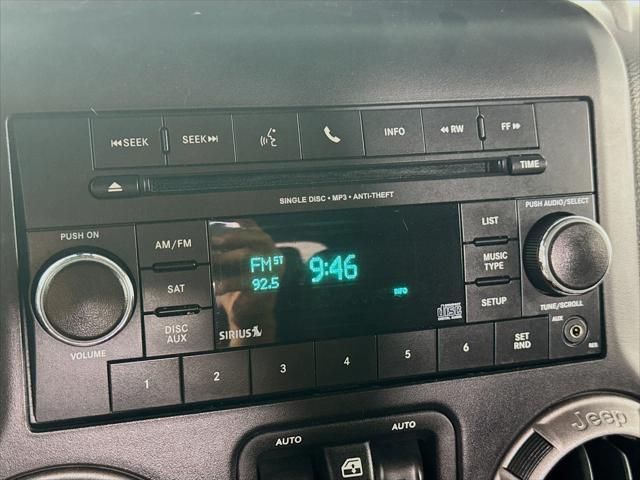 SEEK
SEEK
INFO
RW
FF
TIME
SINGLE DISC • MP3 • ANTI-THEFT
PUSH AUDIO/SELECT
PUSH ON
AM/FM
FM ST
9:46
92.5
INFO
LIST
MUSIC
TYPE
SETUP
SAT
DISC
AUX
SIRIUS
VOLUME
TUNE/SCROLL
AUX
1
2
3
4
5
6
SET
RND
AUTO
AUTO
Jeep